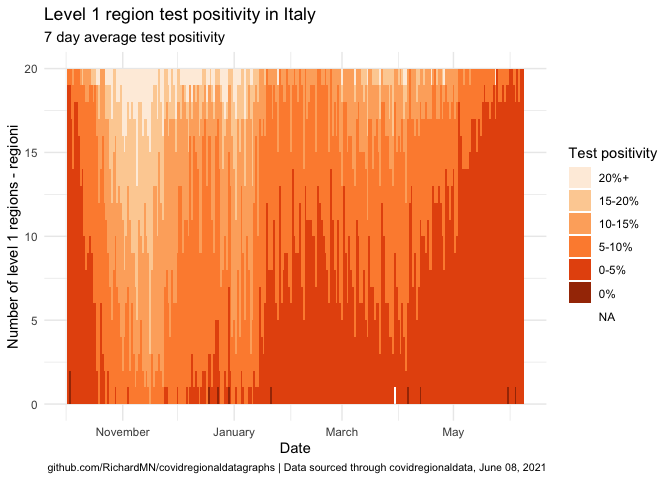 Level 1 region test positivity in Italy
7 day average test positivity
Number of level 1 regions - regioni
20
15
10
5
0
November
January
March
May
Date
Test positivity
20%+
15-20%
10-15%
5-10%
0-5%
0%
NA
github.com/RichardMN/covidregionaldatagraphs | Data sourced through covidregionaldata, June 08, 2021